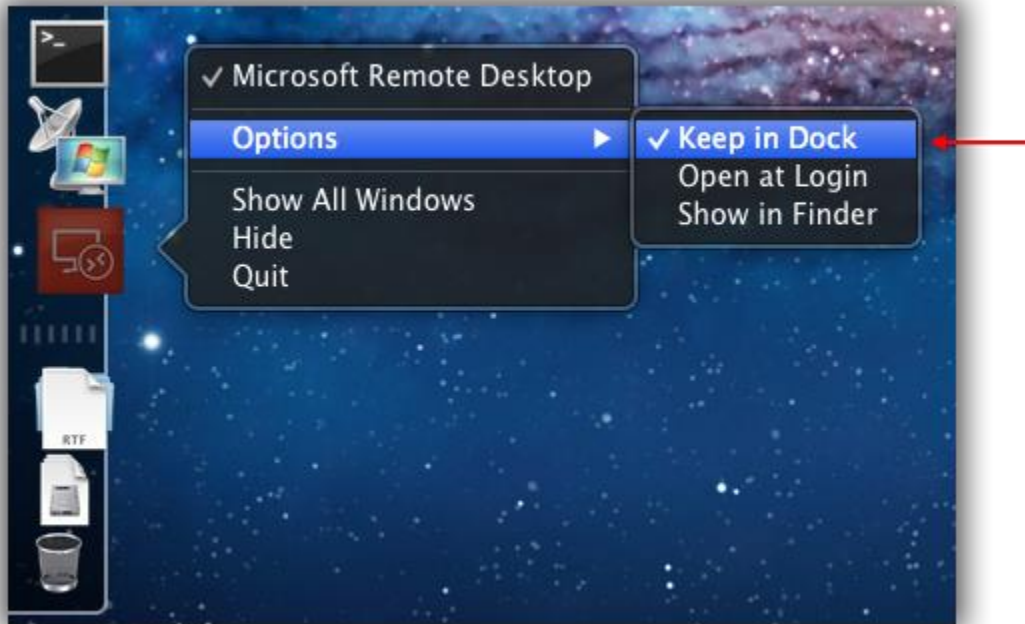 >_
✓ Microsoft Remote Desktop
Options ▶
✓ Keep in Dock
Open at Login
Show in Finder
Show All Windows
Hide
Quit
RTF